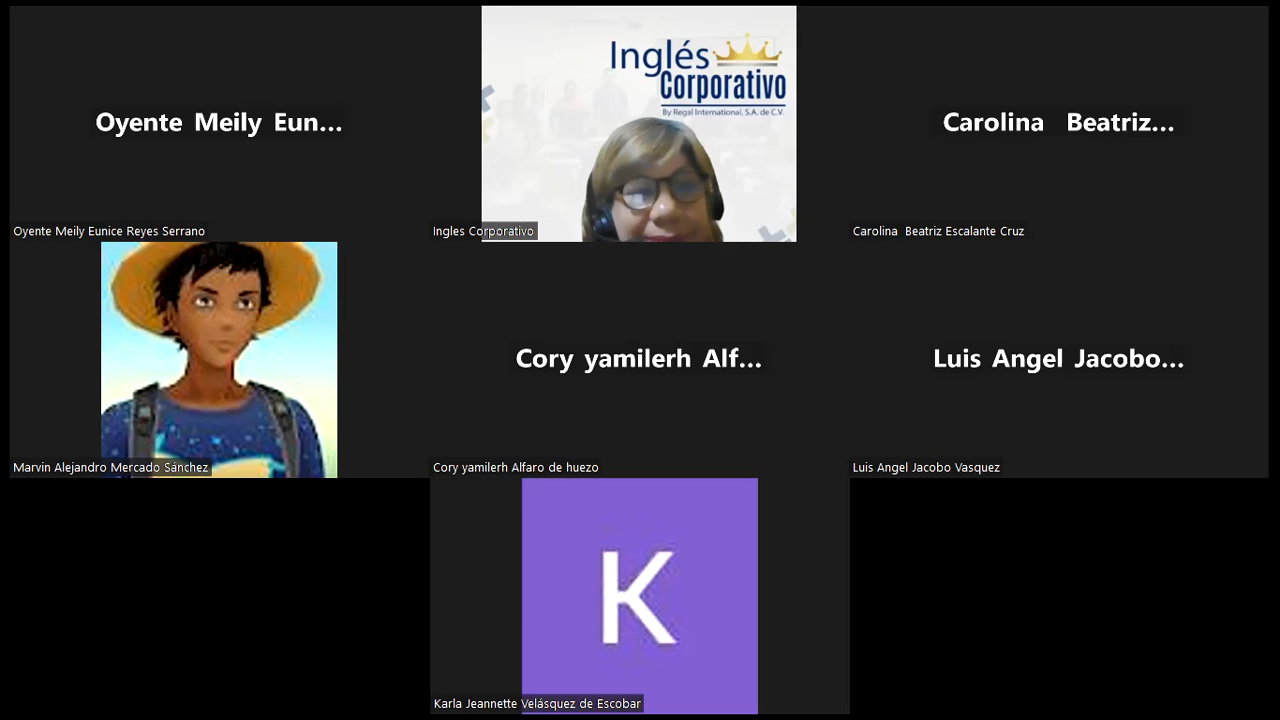 Oyente Meily Eun...
Oyente Meily Eunice Reyes Serrano
Inglés
Corporativo
By Regal International, S.A. de C.V.
Ingles Corporativo
Carolina Beatriz...
Carolina Beatriz Escalante Cruz
Marvin Alejandro Mercado Sánchez
Cory yamilerh Alf...
Cory yamilerh Alfaro de huezo
Luis Angel Jacobo...
Luis Angel Jacobo Vasquez
K
Karla Jeannette Velásquez de Escobar